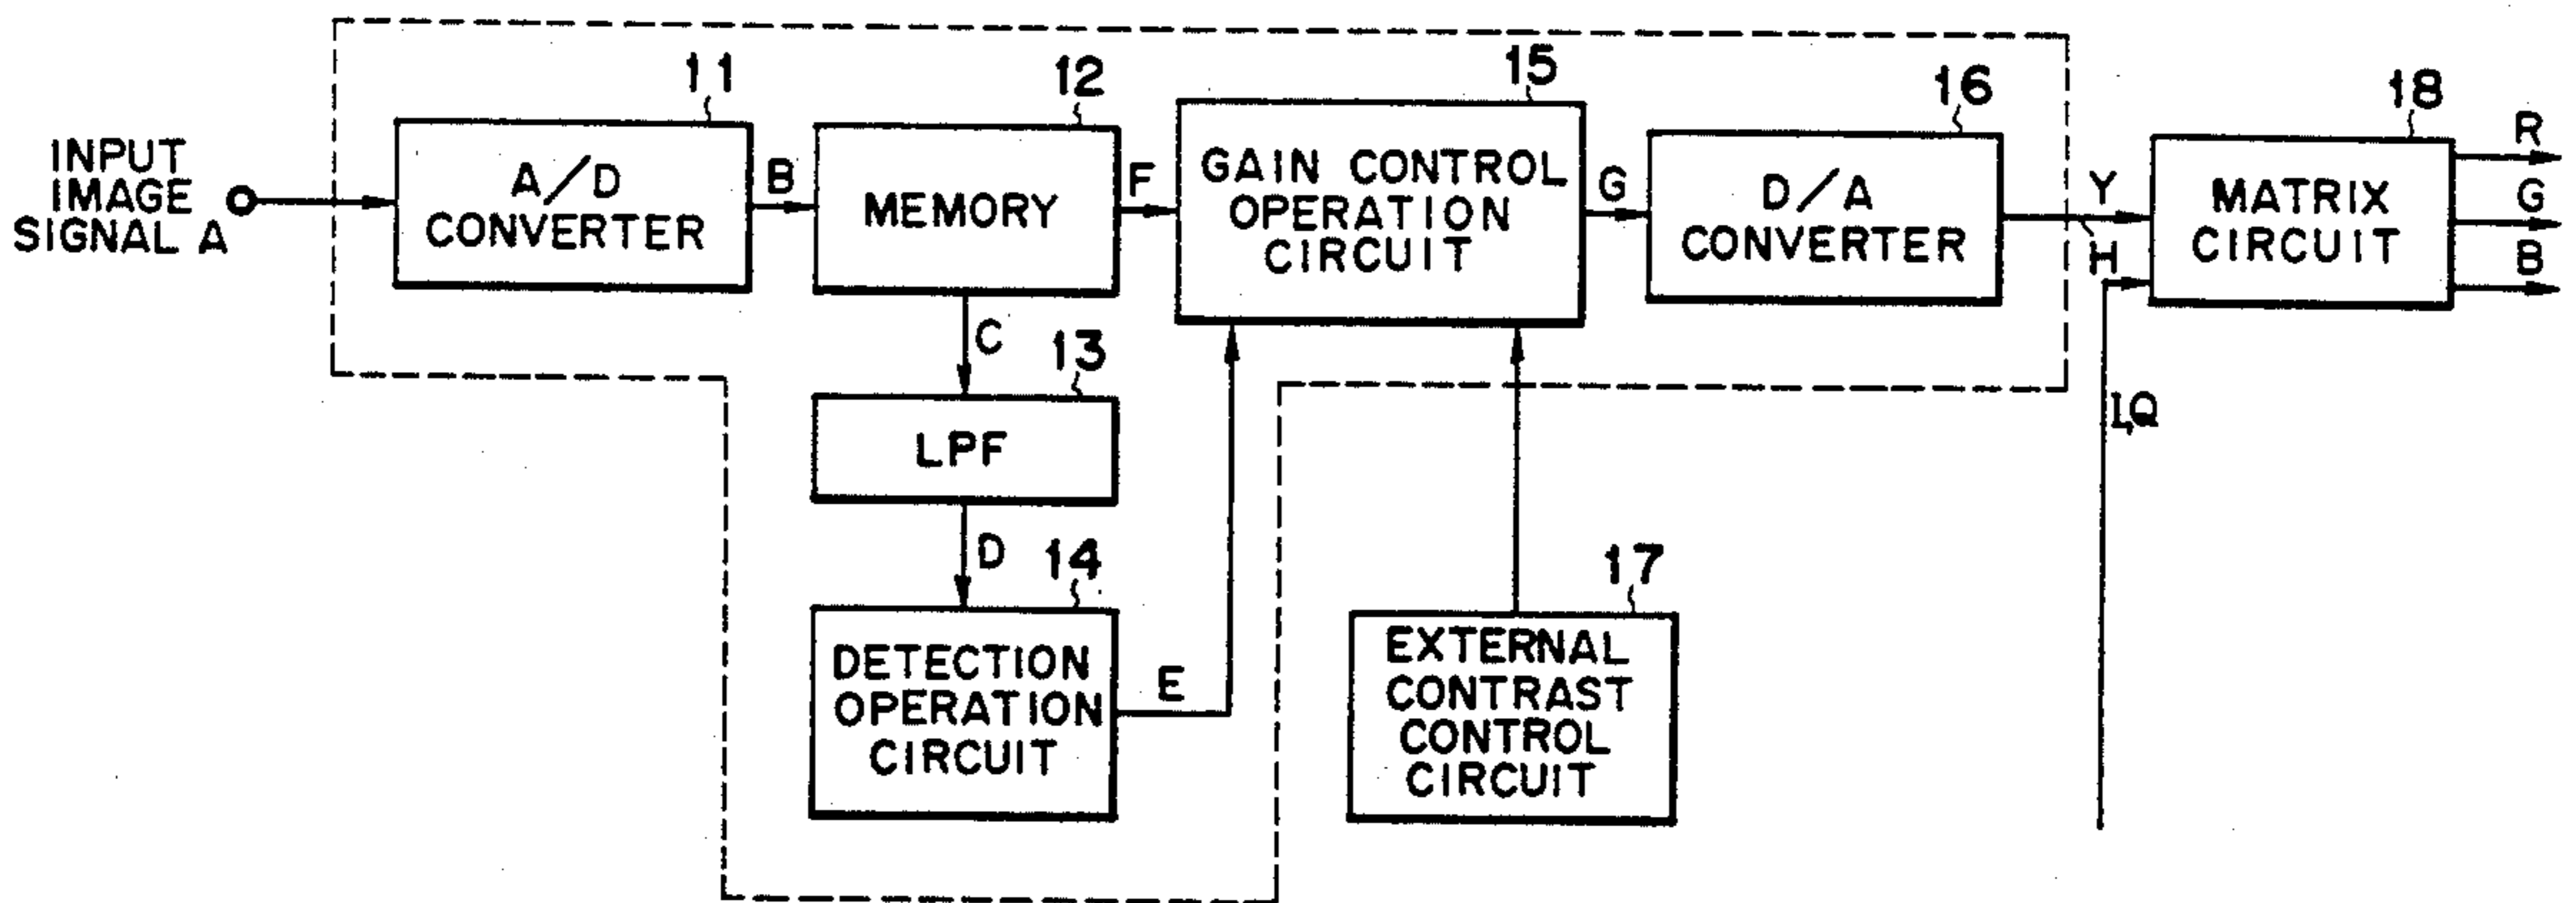 INPUT
IMAGE
SIGNAL A
11
A/D
CONVERTER
B
12
MEMORY
F
15
GAIN CONTROL
OPERATION
CIRCUIT
G
16
D/A
CONVERTER
Y
H
I,Q
18
MATRIX
CIRCUIT
R
G
B
C
13
LPF
D
14
DETECTION
OPERATION
CIRCUIT
E
17
EXTERNAL
CONTRAST
CONTROL
CIRCUIT